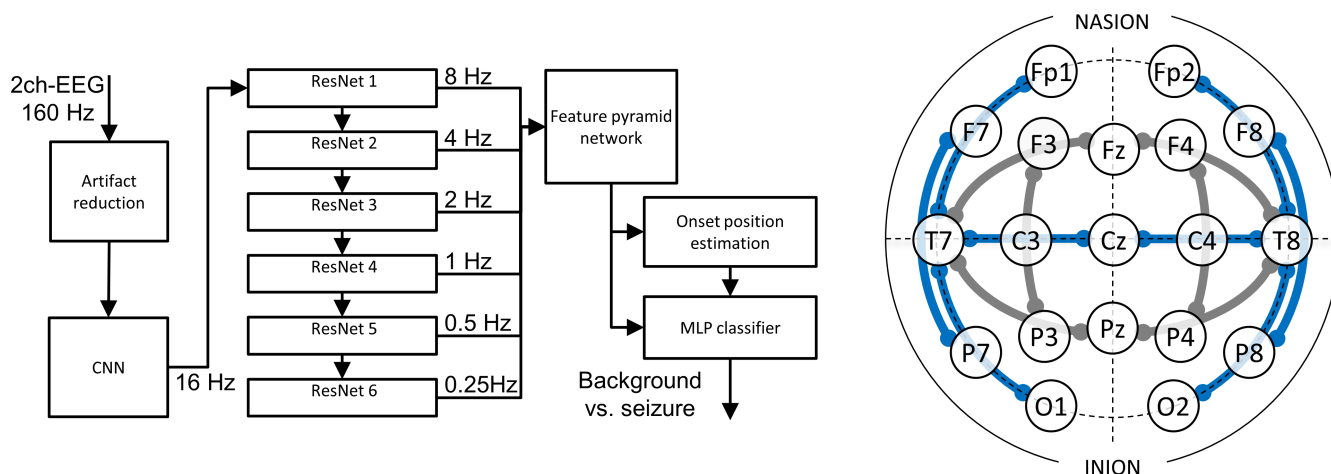 2ch-EEG
160 Hz
Artifact
reduction
CNN
16 Hz
ResNet 1
8 Hz
ResNet 2
4 Hz
ResNet 3
2 Hz
ResNet 4
1 Hz
ResNet 5
0.5 Hz
ResNet 6
0.25Hz
Feature pyramid
network
Onset position
estimation
MLP classifier
Background
vs. seizure
NASION
Fp1 Fp2
F7 F3 Fz F4 F8
T7 C3 Cz C4 T8
P7 P3 Pz P4 P8
O1 O2
INION